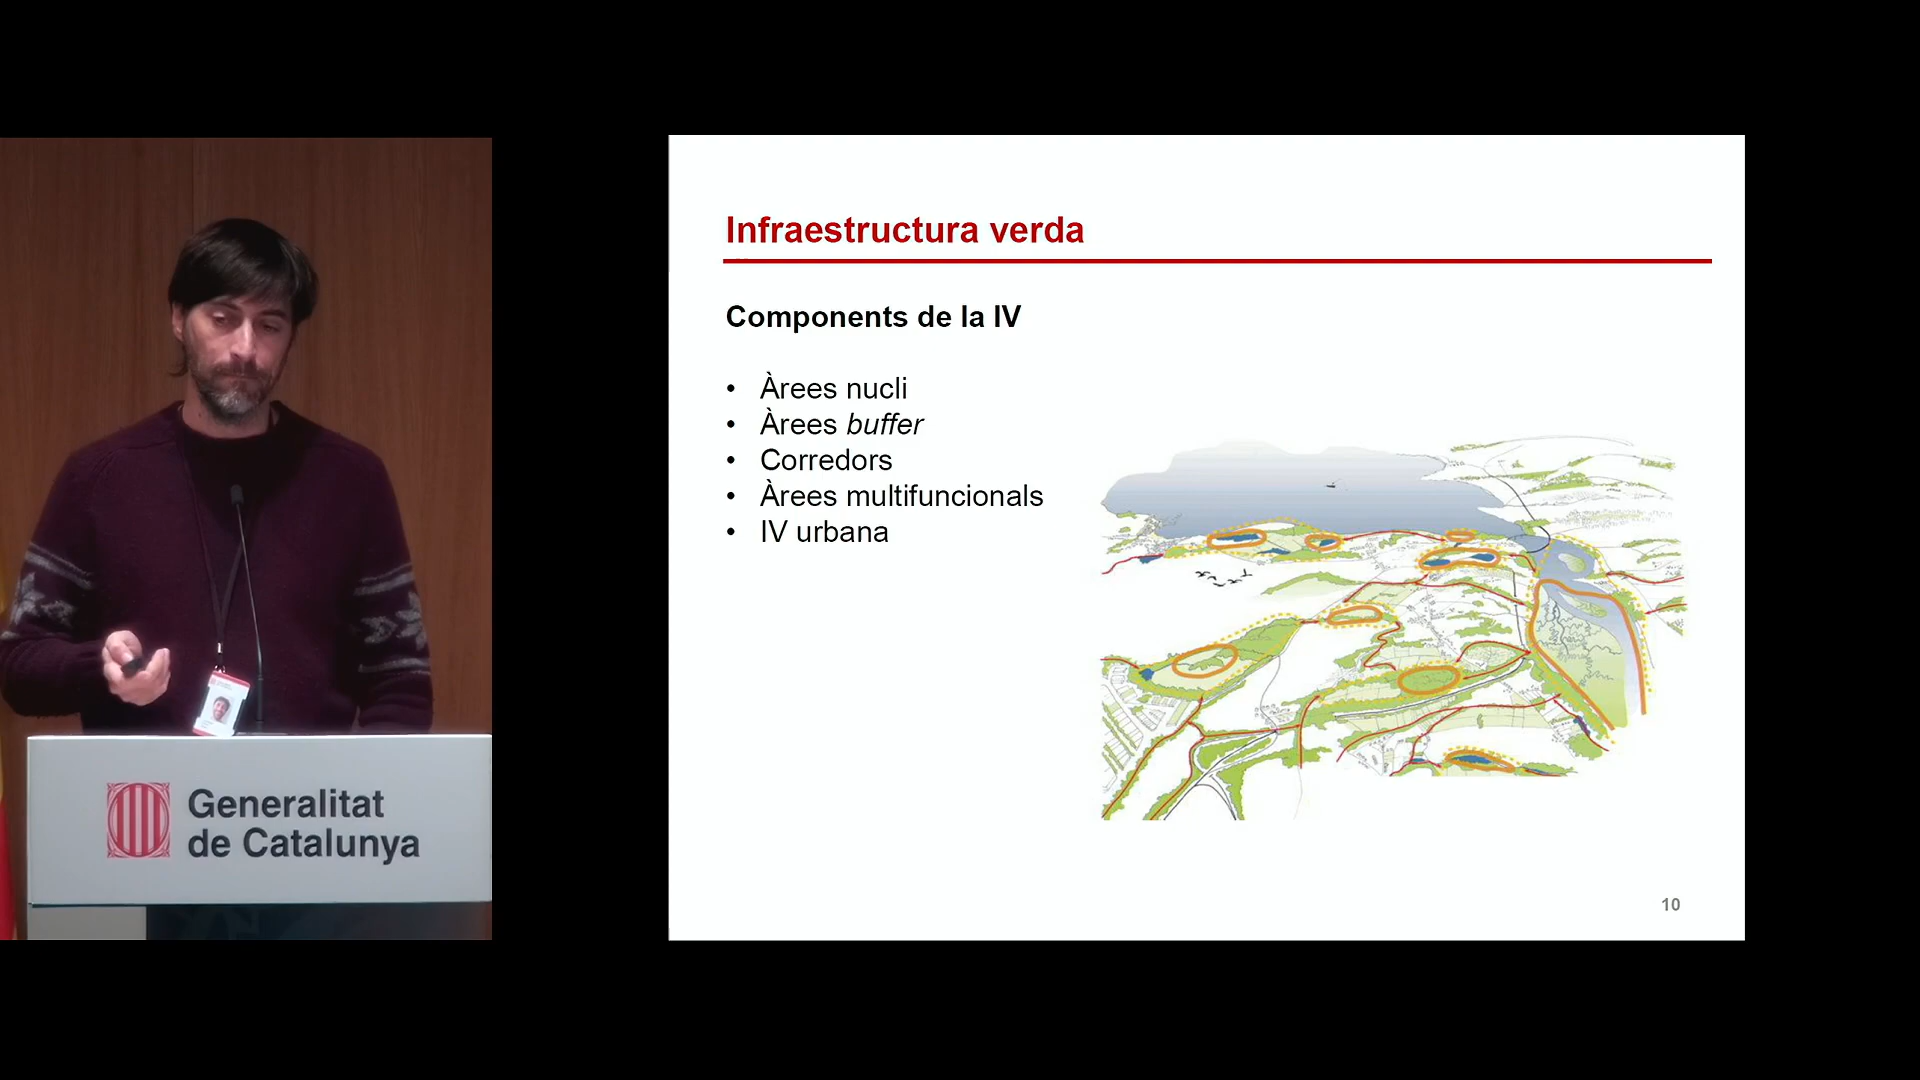 Infraestructura verda
Components de la IV
• Àrees nucli
• Àrees buffer
• Corredors
• Àrees multifuncionals
• IV urbana
10
Generalitat
de Catalunya